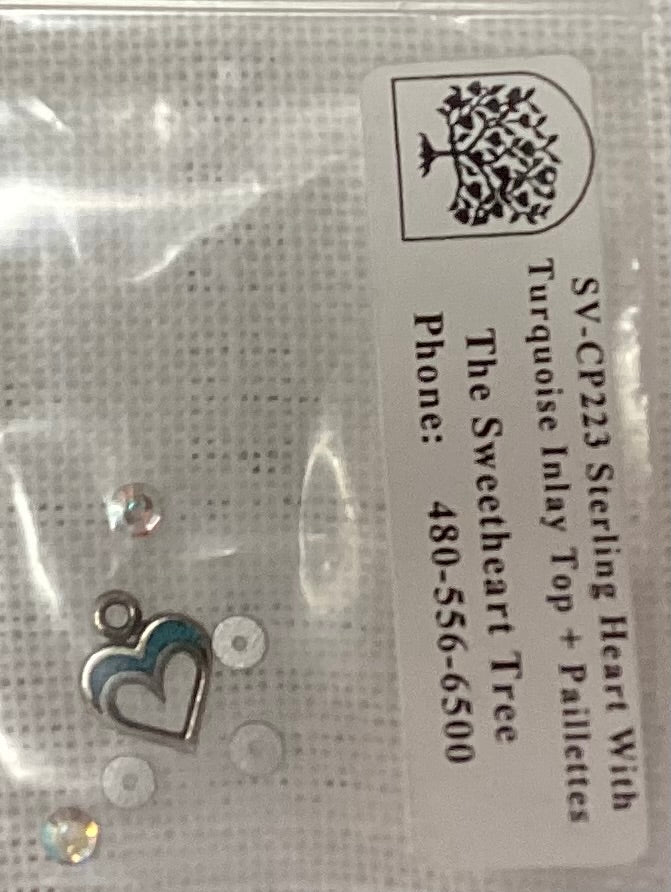 SV-CP223 Sterling Heart With
Turquoise Inlay Top + Paillettes
The Sweetheart Tree
Phone: 480-556-6500